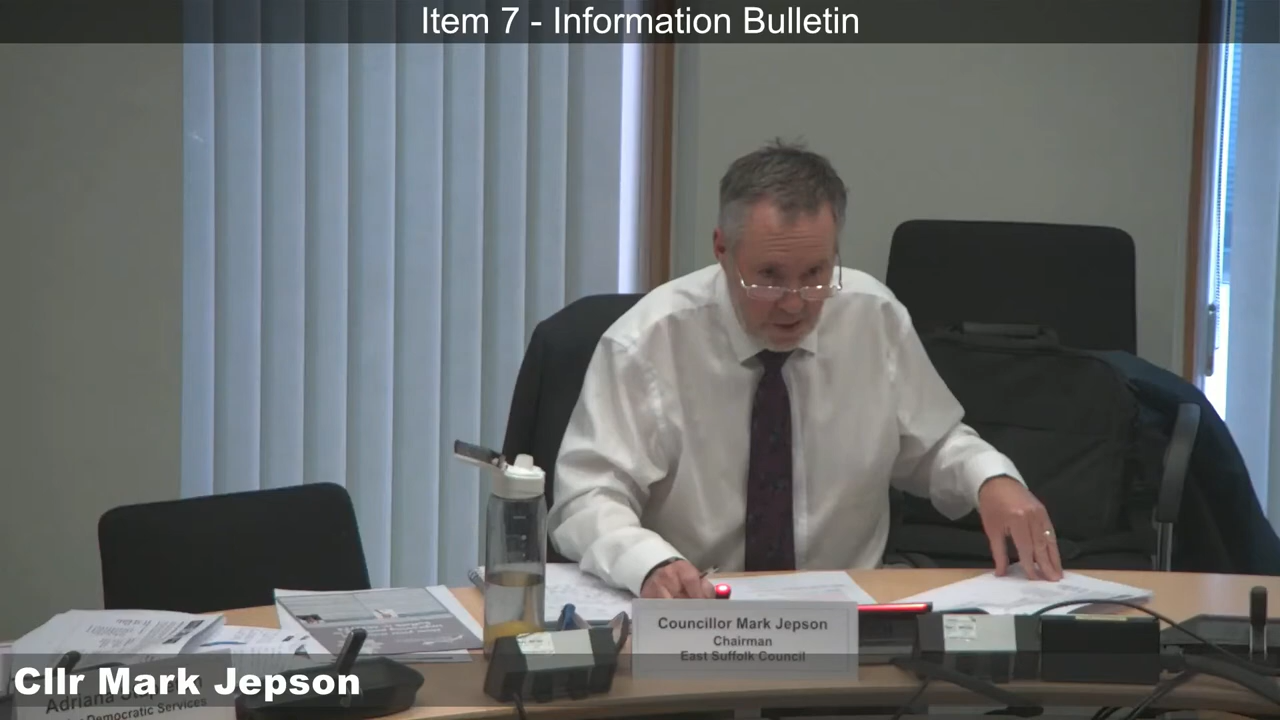 Item 7 - Information Bulletin
Councillor Mark Jepson
Chairman
East Suffolk Council
Cllr Mark Jepson
Adriana
Democratic Services